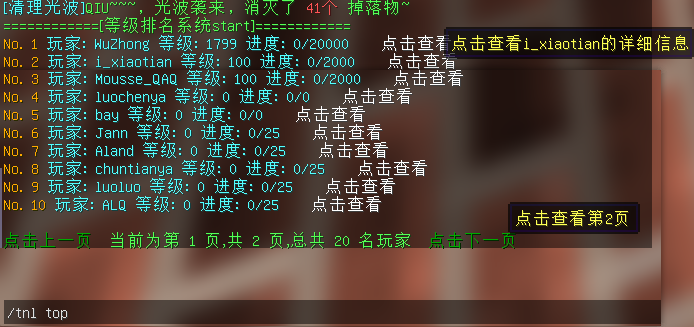 [清理光波]QIU~~~, 光波袭来, 消灭了 41个 掉落物~
============[等级排名系统start]============
No. 1 玩家: WuZhong 等级: 1799 进度: 0/20000 点击查看
点击查看i_xiaotian的详细信息
No. 2 玩家: i_xiaotian 等级: 100 进度: 0/2000 点击查看
No. 3 玩家: Mousse_QAQ 等级: 100 进度: 0/2000 点击查看
No. 4 玩家: luochenya 等级: 0 进度: 0/0 点击查看
No. 5 玩家: bay 等级: 0 进度: 0/0 点击查看
No. 6 玩家: Jann 等级: 0 进度: 0/25 点击查看
No. 7 玩家: Aland 等级: 0 进度: 0/25 点击查看
No. 8 玩家: chuntianya 等级: 0 进度: 0/25 点击查看
No. 9 玩家: luoluo 等级: 0 进度: 0/25 点击查看
No. 10 玩家: ALQ 等级: 0 进度: 0/25 点击查看
点击查看第2页
点击上一页 当前为第 1 页,共 2 页,总共 20 名玩家 点击下一页
/tnl top